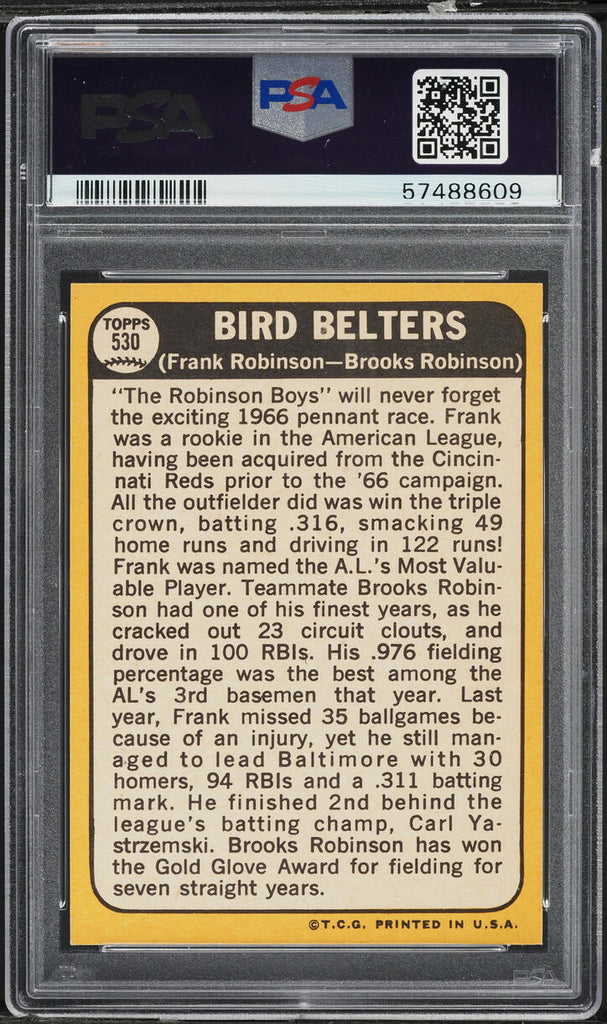 PSA
PSA
57488609
TOPPS
530
BIRD BELTERS
(Frank Robinson—Brooks Robinson)
"The Robinson Boys" will never forget
the exciting 1966 pennant race. Frank
was a rookie in the American League,
having been acquired from the Cincin-
nati Reds prior to the '66 campaign.
All the outfielder did was win the triple
crown, batting .316, smacking 49
home runs and driving in 122 runs!
Frank was named the A.L.'s Most Valu-
able Player. Teammate Brooks Robin-
son had one of his finest years, as he
cracked out 23 circuit clouts, and
drove in 100 RBIs. His .976 fielding
percentage was the best among the
AL's 3rd basemen that year. Last
year, Frank missed 35 ballgames be-
cause of an injury, yet he still man-
aged to lead Baltimore with 30
homers, 94 RBIs and a .311 batting
mark. He finished 2nd behind the
league's batting champ, Carl Ya-
strzemski. Brooks Robinson has won
the Gold Glove Award for fielding for
seven straight years.
©T.C.G. PRINTED IN U.S.A.
PSA